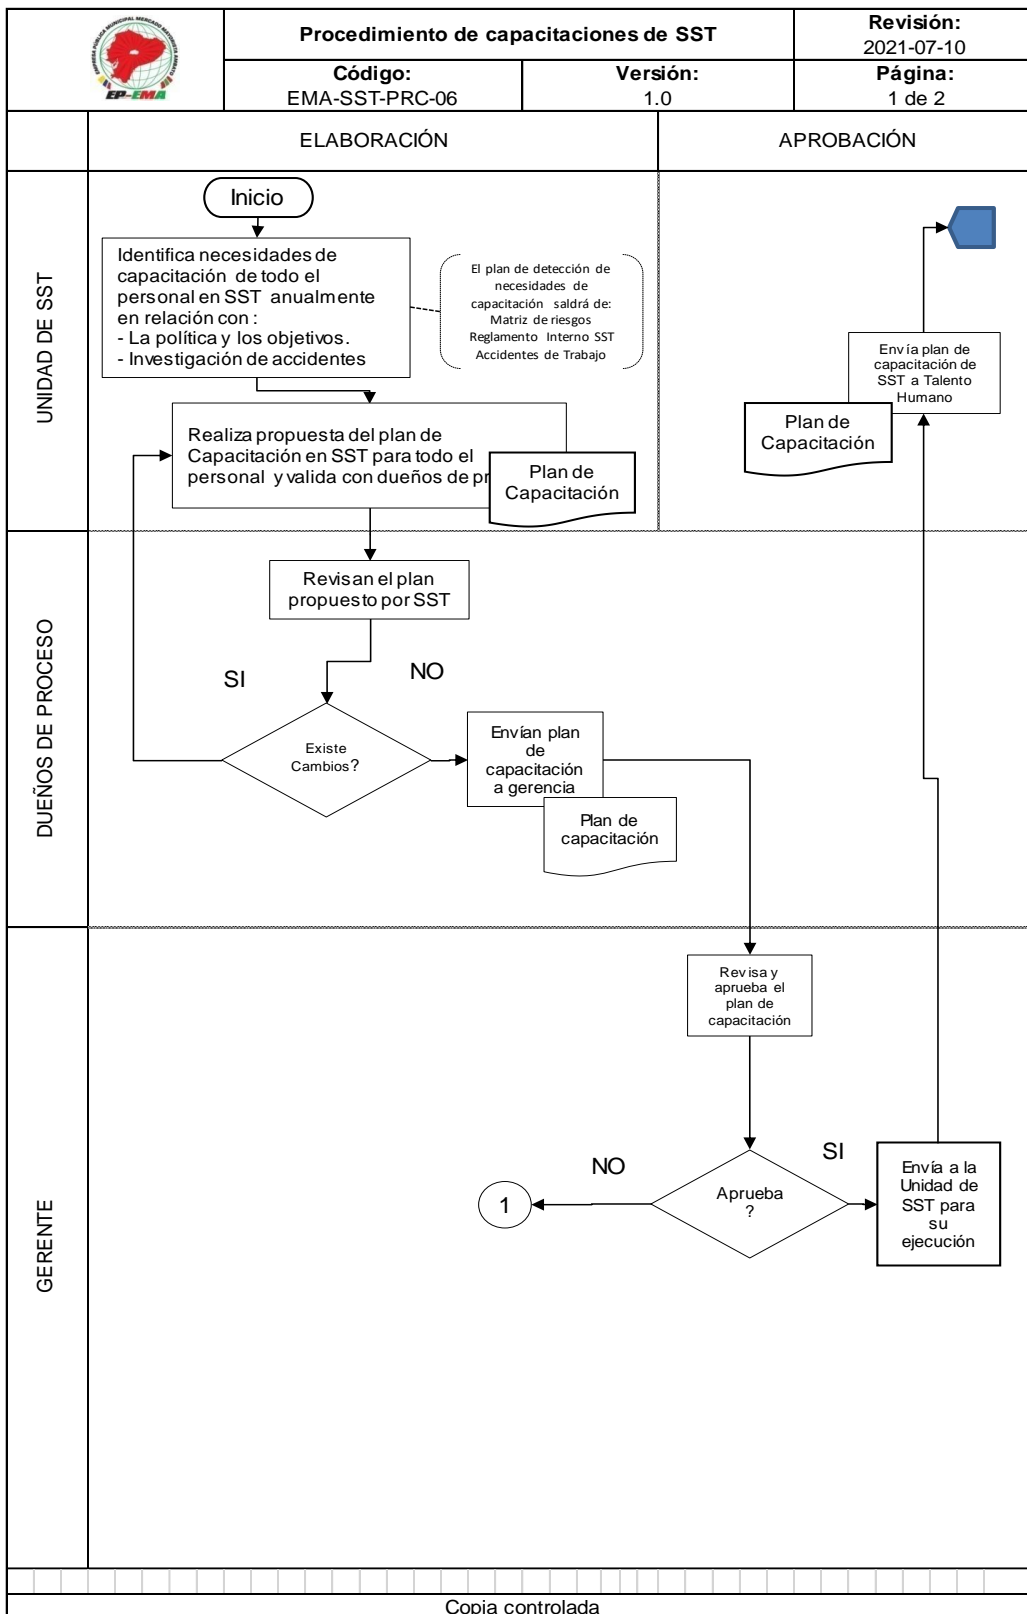 EMPRESA PÚBLICA MUNICIPAL MERCADO MAYORISTA AMBATO
EP-EMA
Procedimiento de capacitaciones de SST
Revisión:
2021-07-10
Código:
EMA-SST-PRC-06
Versión:
1.0
Página:
1 de 2
ELABORACIÓN
APROBACIÓN
UNIDAD DE SST
Inicio
Identifica necesidades de
capacitación de todo el
personal en SST anualmente
en relación con :
- La política y los objetivos.
- Investigación de accidentes
El plan de detección de
necesidades de
capacitación saldrá de:
Matriz de riesgos
Reglamento Interno SST
Accidentes de Trabajo
Envía plan de
capacitación de
SST a Talento
Humano
Plan de
Capacitación
Realiza propuesta del plan de
Capacitación en SST para todo el
personal y valida con dueños de pr
Plan de
Capacitación
DUEÑOS DE PROCESO
Revisan el plan
propuesto por SST
SI
NO
Existe
Cambios?
Envían plan
de
capacitación
a gerencia
Plan de
capacitación
GERENTE
Revisa y
aprueba el
plan de
capacitación
NO
SI
1
Aprueba
?
Envía a la
Unidad de
SST para
su
ejecución
Copia controlada